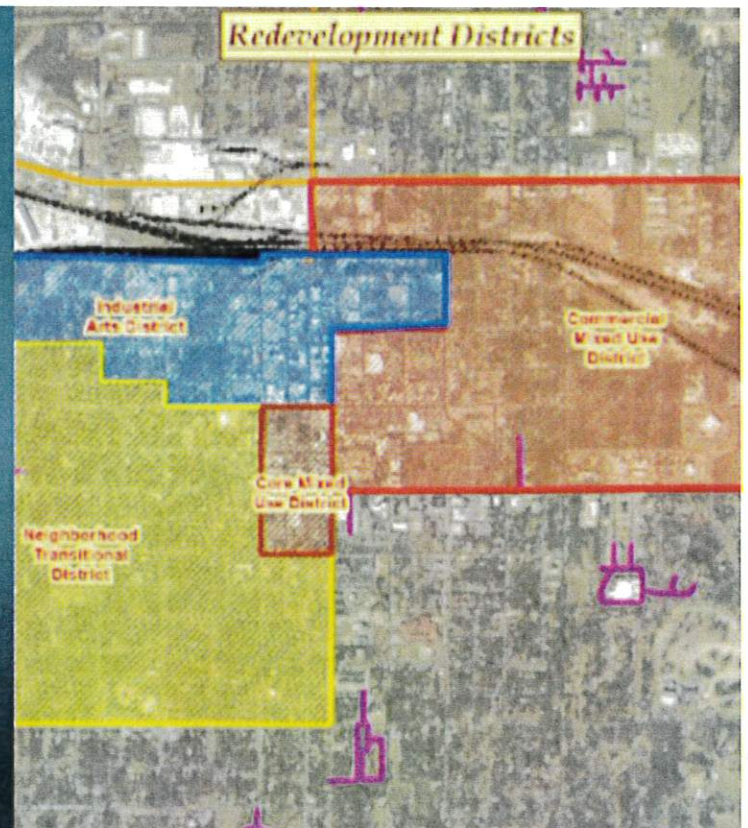 Redevelopment Districts
Industrial
Arts District
Commercial
Mixed Use
District
Core Mixed
Use District
Neighborhood
Transitional
District